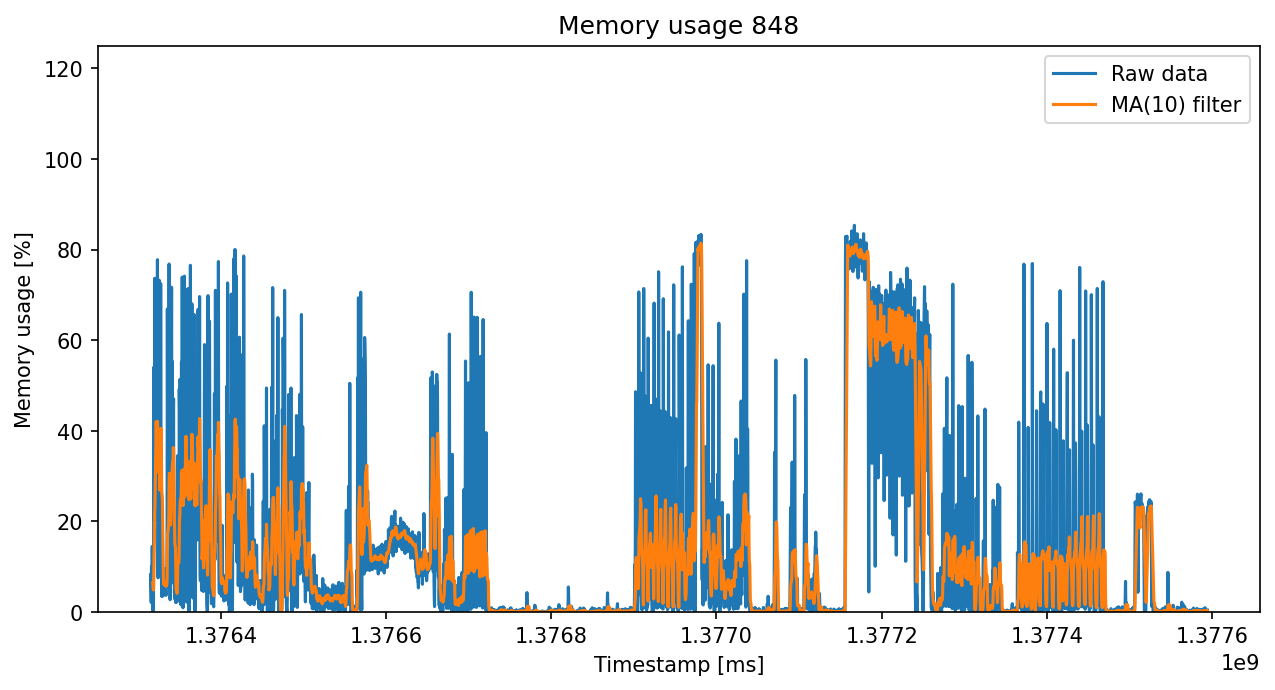 Memory usage 848
Raw data
MA(10) filter
Memory usage [%]
120
100
80
60
40
20
0
1.3764 1.3766 1.3768 1.3770 1.3772 1.3774 1.3776
1e9
Timestamp [ms]